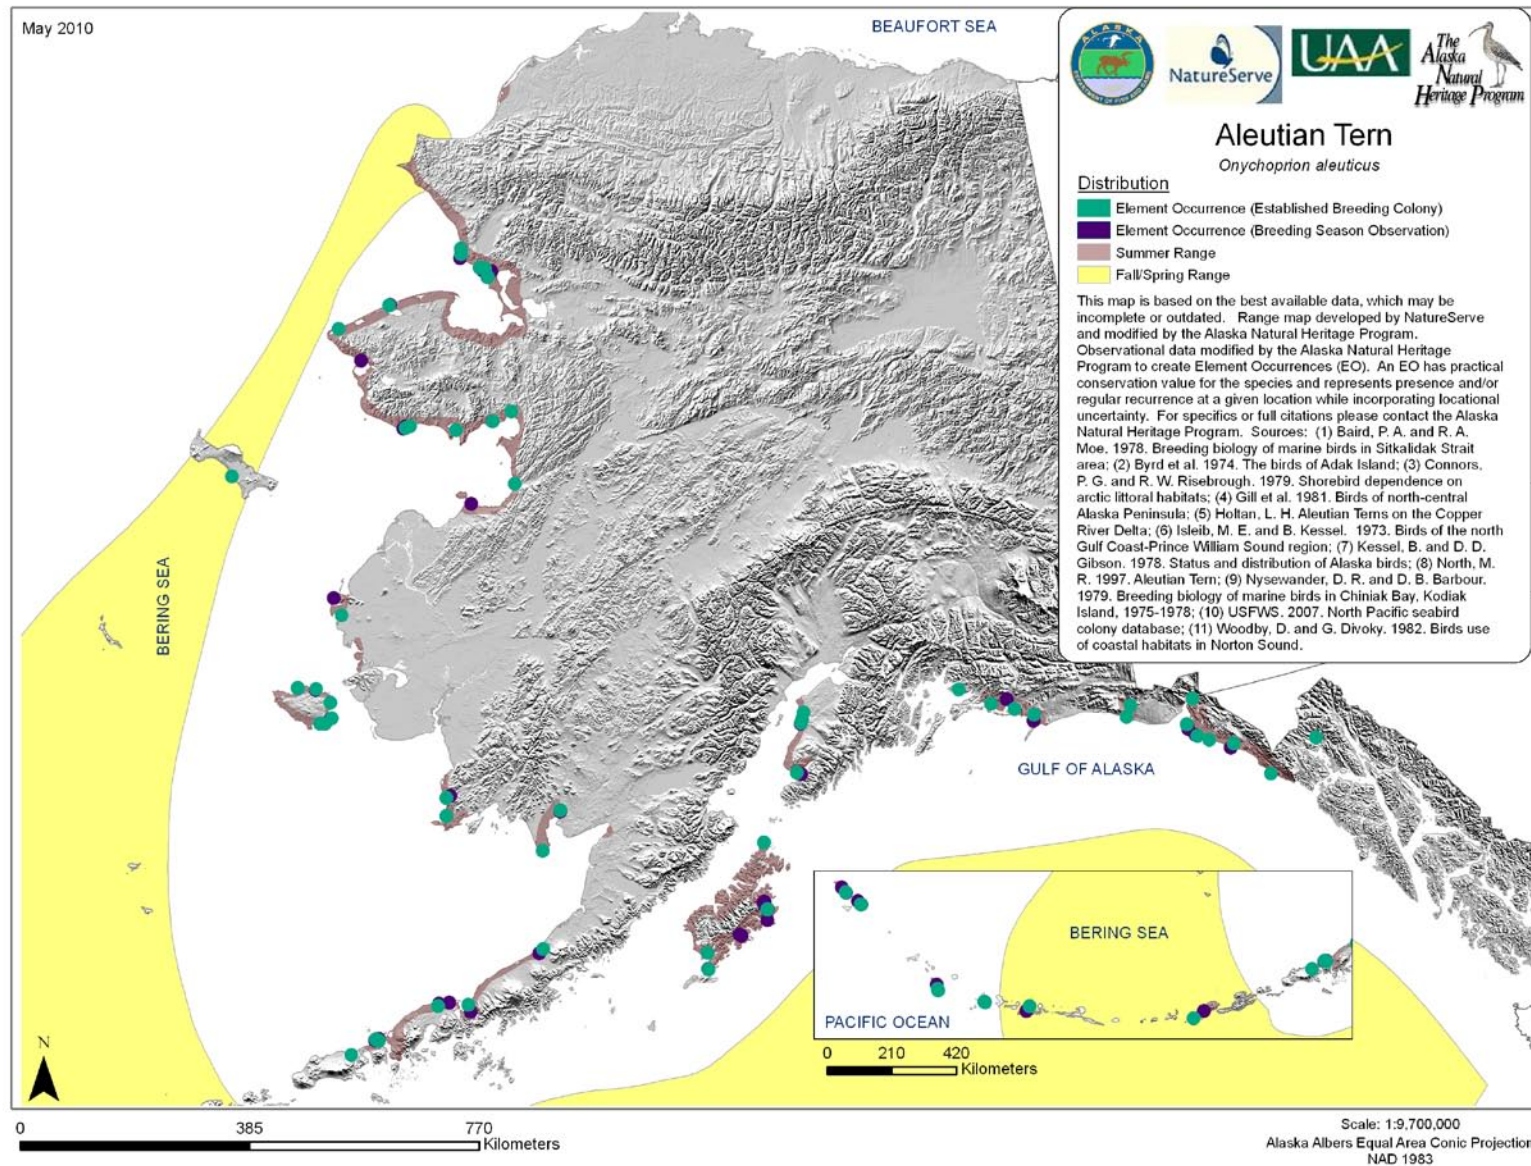 May 2010
BEAUFORT SEA
ALASKA
DEPARTMENT OF FISH AND GAME
NatureServe
UAA
The
Alaska
Natural
Heritage Program
Aleutian Tern
Onychoprion aleuticus
Distribution
Element Occurrence (Established Breeding Colony)
Element Occurrence (Breeding Season Observation)
Summer Range
Fall/Spring Range
This map is based on the best available data, which may be
incomplete or outdated. Range map developed by NatureServe
and modified by the Alaska Natural Heritage Program.
Observational data modified by the Alaska Natural Heritage
Program to create Element Occurrences (EO). An EO has practical
conservation value for the species and represents presence and/or
regular recurrence at a given location while incorporating locational
uncertainty. For specifics or full citations please contact the Alaska
Natural Heritage Program. Sources: (1) Baird, P. A. and R. A.
Moe. 1978. Breeding biology of marine birds in Sitkalidak Strait
area; (2) Byrd et al. 1974. The birds of Adak Island; (3) Connors,
P. G. and R. W. Risebrough. 1979. Shorebird dependence on
arctic littoral habitats; (4) Gill et al. 1981. Birds of north-central
Alaska Peninsula; (5) Holtan, L. H. Aleutian Terns on the Copper
River Delta; (6) Isleib, M. E. and B. Kessel. 1973. Birds of the north
Gulf Coast-Prince William Sound region; (7) Kessel, B. and D. D.
Gibson. 1978. Status and distribution of Alaska birds; (8) North, M.
R. 1997. Aleutian Tern; (9) Nysewander, D. R. and D. B. Barbour.
1979. Breeding biology of marine birds in Chiniak Bay, Kodiak
Island, 1975-1978; (10) USFWS. 2007. North Pacific seabird
colony database; (11) Woodby, D. and G. Divoky. 1982. Birds use
of coastal habitats in Norton Sound.
BERING SEA
GULF OF ALASKA
BERING SEA
PACIFIC OCEAN
0 210 420
Kilometers
N
0 385 770
Kilometers
Scale: 1:9,700,000
Alaska Albers Equal Area Conic Projection
NAD 1983